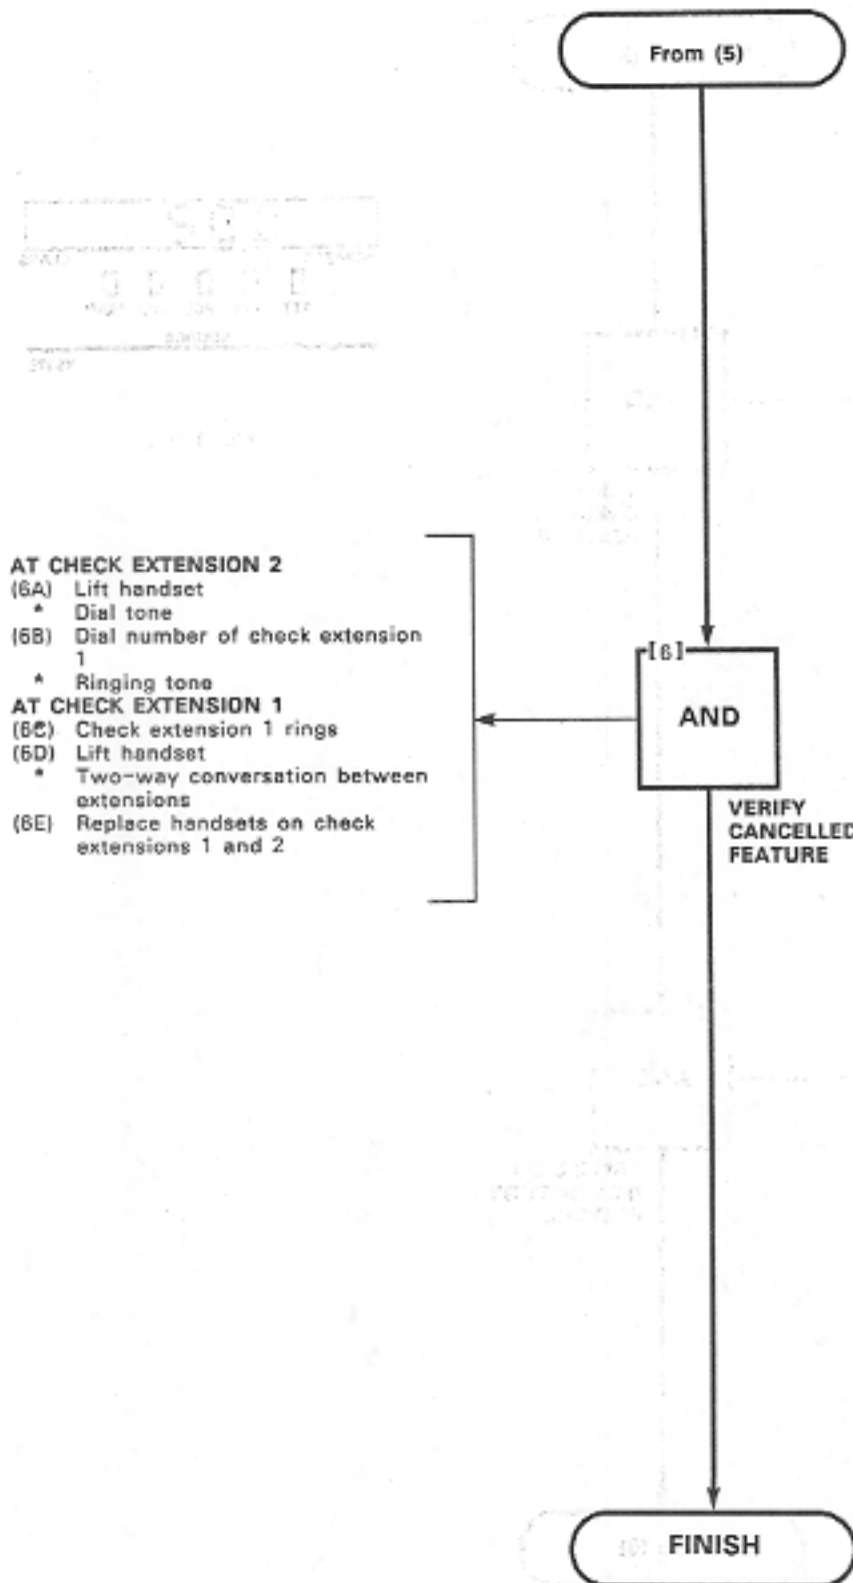 From (5)
AT CHECK EXTENSION 2
(6A) Lift handset
* Dial tone
(6B) Dial number of check extension
1
* Ringing tone
AT CHECK EXTENSION 1
(6C) Check extension 1 rings
(6D) Lift handset
* Two-way conversation between
extensions
(6E) Replace handsets on check
extensions 1 and 2
[6]
AND
VERIFY
CANCELLED
FEATURE
FINISH